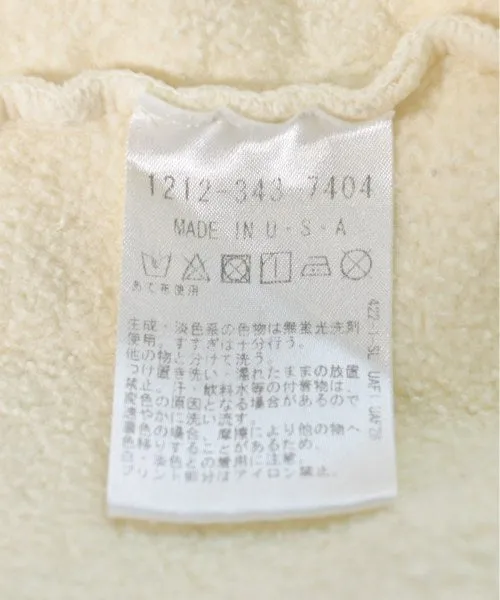 1212-343-7404
MADE IN U・S・A
あて布使用
生成・淡色系の色物は無蛍光洗剤
使用。すすぎは十分行う。
他の物と分けて洗う。
つけ置き洗い・濡れたままの放置
禁止。汗・飲料水等の付着物は、
変色の原因となる場合があるので
速やかに洗い流す。
濃色の場合、摩擦により他の物へ
色移りすることがあるため、
白・淡色との着用に注意。
プリント部分はアイロン禁止。